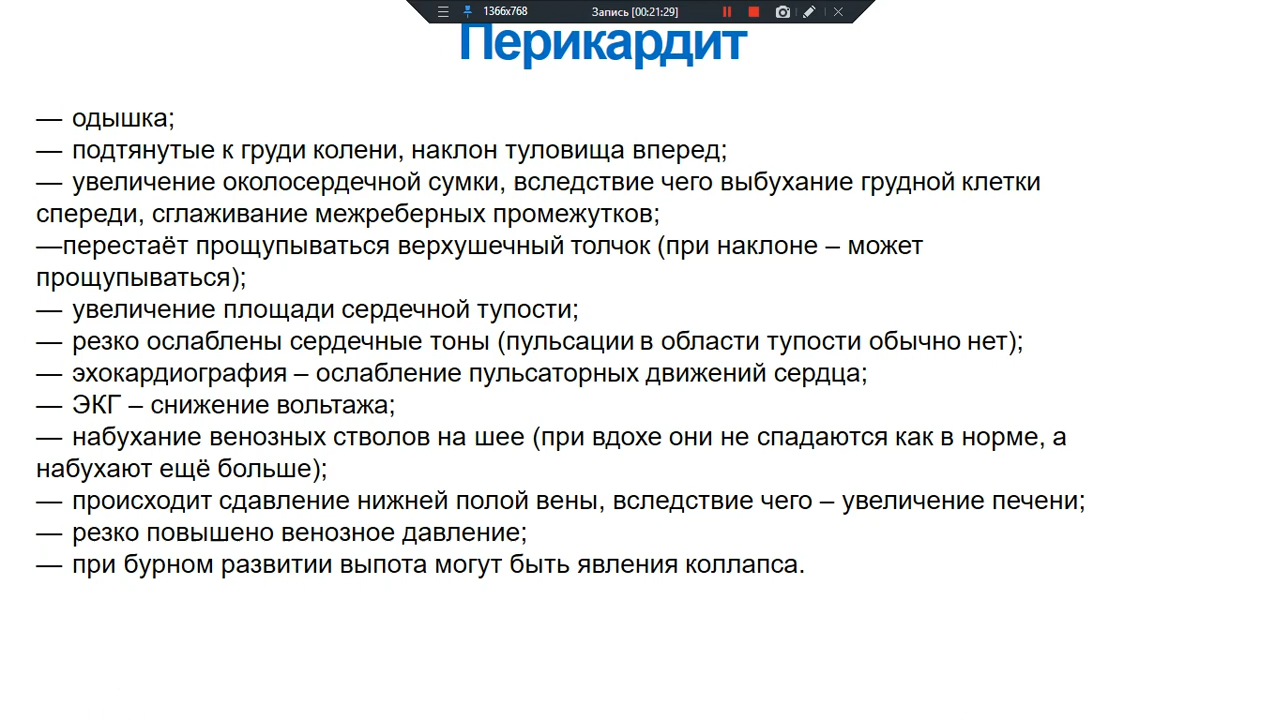 1366x768 Запись [00:21:29]
Перикардит
— одышка;
— подтянутые к груди колени, наклон туловища вперед;
— увеличение околосердечной сумки, вследствие чего выбухание грудной клетки
спереди, сглаживание межреберных промежутков;
—перестаёт прощупываться верхушечный толчок (при наклоне – может
прощупываться);
— увеличение площади сердечной тупости;
— резко ослаблены сердечные тоны (пульсации в области тупости обычно нет);
— эхокардиография – ослабление пульсаторных движений сердца;
— ЭКГ – снижение вольтажа;
— набухание венозных стволов на шее (при вдохе они не спадаются как в норме, а
набухают ещё больше);
— происходит сдавление нижней полой вены, вследствие чего – увеличение печени;
— резко повышено венозное давление;
— при бурном развитии выпота могут быть явления коллапса.